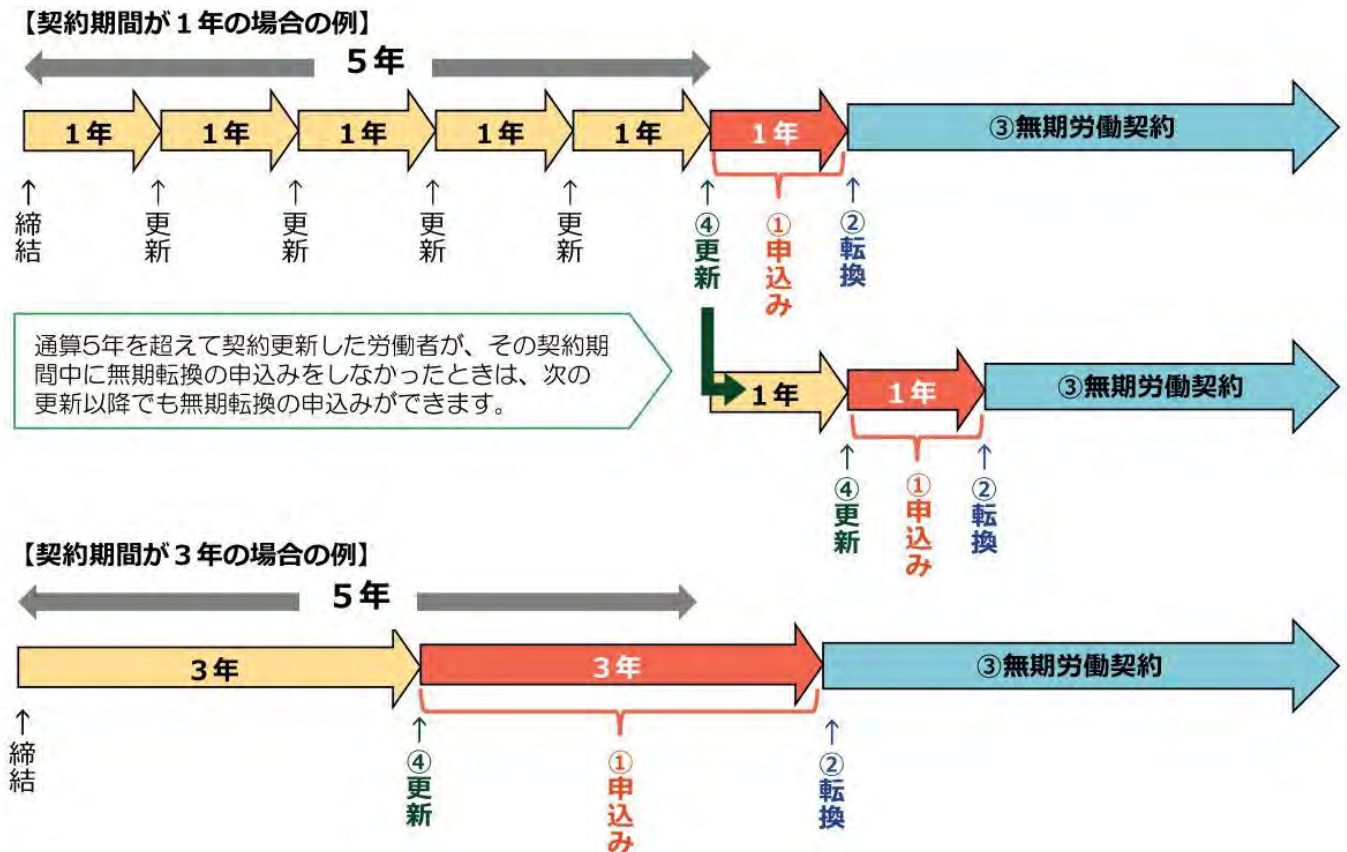 【契約期間が１年の場合の例】
５年
１年
１年
１年
１年
１年
１年
③無期労働契約
↑
締結
↑
更新
↑
更新
↑
更新
↑
更新
↑
④更新
①申込み
↑
②転換
通算5年を超えて契約更新した労働者が、その契約期
間中に無期転換の申込みをしなかったときは、次の
更新以降でも無期転換の申込みができます。
１年
１年
③無期労働契約
↑
④更新
①申込み
↑
②転換
【契約期間が３年の場合の例】
５年
３年
３年
③無期労働契約
↑
締結
↑
④更新
①申込み
↑
②転換